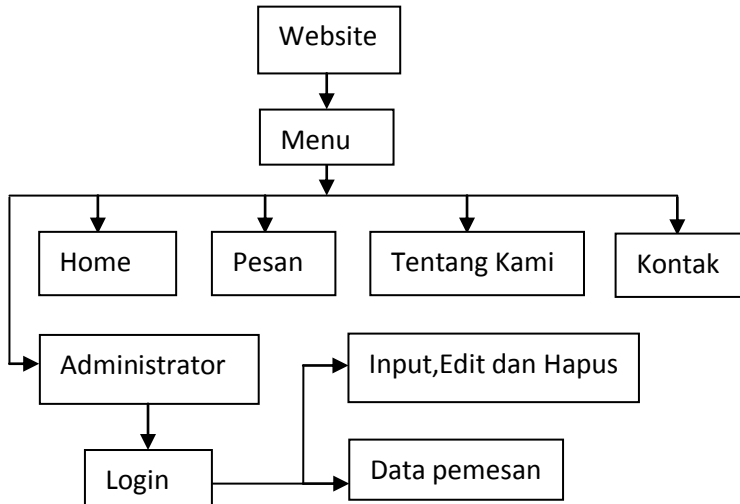 Website
Menu
Home
Pesan
Tentang Kami
Kontak
Administrator
Input,Edit dan Hapus
Login
Data pemesan